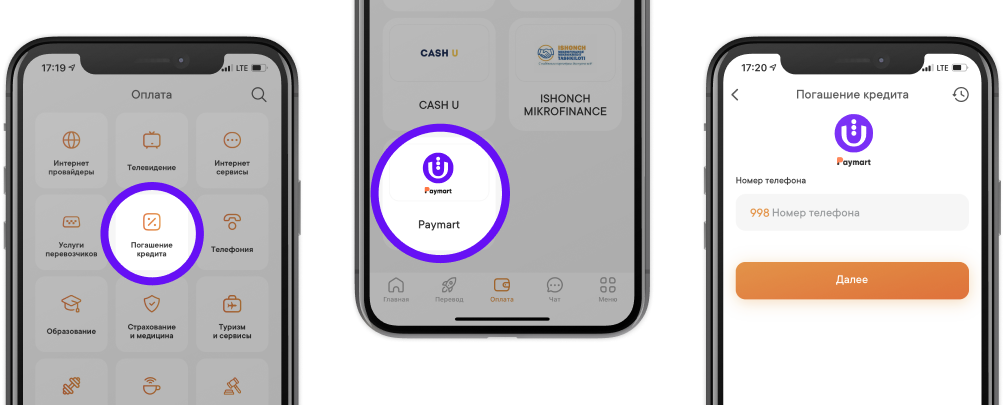 17:19
LTE
Оплата
Интернет
провайдеры
Телевидение
Интернет
сервисы
Услуги
перевозчиков
Погашение
кредита
Телефония
Образование
Страхование
и медицина
Туризм
и сервисы
CASH U
CASH U
ISHONCH
TASHKILOTI
ISHONCH
MIKROFINANCE
Paymart
Paymart
Главная
Перевод
Оплата
Чат
Меню
17:20
LTE
Погашение кредита
Paymart
Номер телефона
998 Номер телефона
Далее